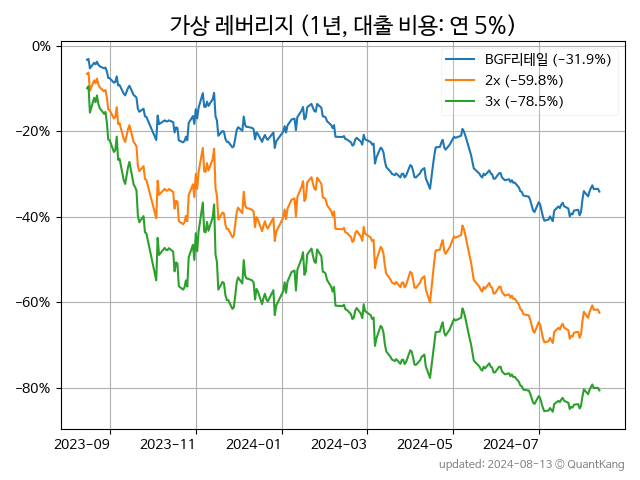 가상 레버리지 (1년, 대출 비용: 연 5%)
0%
−20%
−40%
−60%
−80%
BGF리테일 (−31.9%)
2x (−59.8%)
3x (−78.5%)
2023-09 2023-11 2024-01 2024-03 2024-05 2024-07
updated: 2024-08-13 © QuantKang